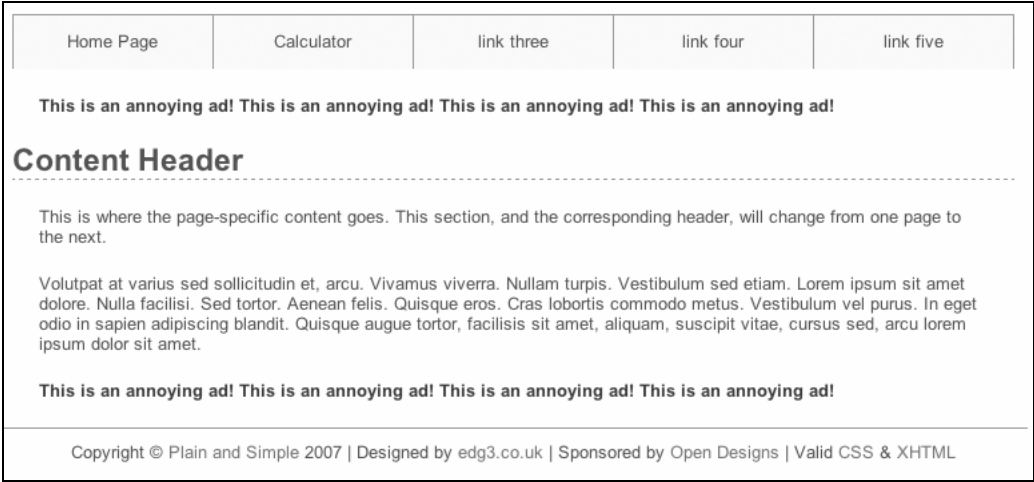 Home Page Calculator link three link four link five
This is an annoying ad! This is an annoying ad! This is an annoying ad! This is an annoying ad!
Content Header
This is where the page-specific content goes. This section, and the corresponding header, will change from one page to
the next.
Volutpat at varius sed sollicitudin et, arcu. Vivamus viverra. Nullam turpis. Vestibulum sed etiam. Lorem ipsum sit amet
dolore. Nulla facilisi. Sed tortor. Aenean felis. Quisque eros. Cras lobortis commodo metus. Vestibulum vel purus. In eget
odio in sapien adipiscing blandit. Quisque augue tortor, facilisis sit amet, aliquam, suscipit vitae, cursus sed, arcu lorem
ipsum dolor sit amet.
This is an annoying ad! This is an annoying ad! This is an annoying ad! This is an annoying ad!
Copyright © Plain and Simple 2007 | Designed by edg3.co.uk | Sponsored by Open Designs | Valid CSS & XHTML